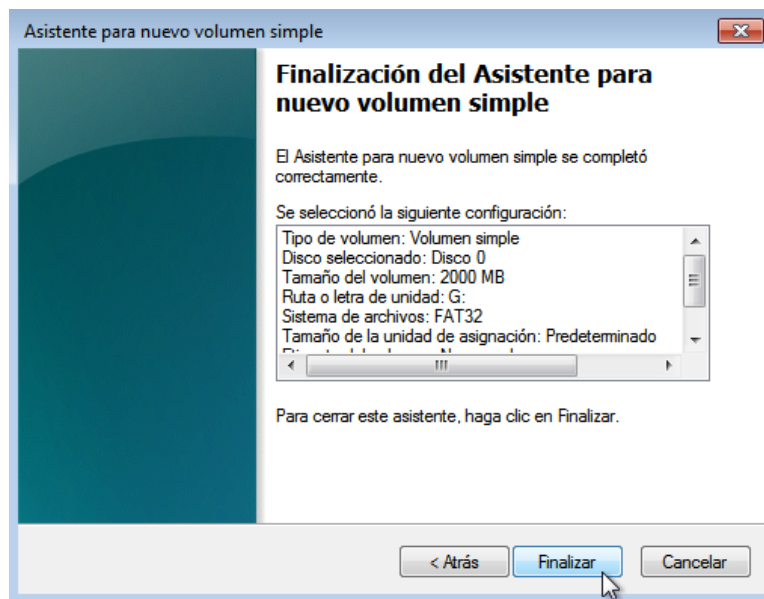 Asistente para nuevo volumen simple
Finalización del Asistente para
nuevo volumen simple
El Asistente para nuevo volumen simple se completó
correctamente.
Se seleccionó la siguiente configuración:
Tipo de volumen: Volumen simple
Disco seleccionado: Disco 0
Tamaño del volumen: 2000 MB
Ruta o letra de unidad: G:
Sistema de archivos: FAT32
Tamaño de la unidad de asignación: Predeterminado
Para cerrar este asistente, haga clic en Finalizar.
< Atrás
Finalizar
Cancelar